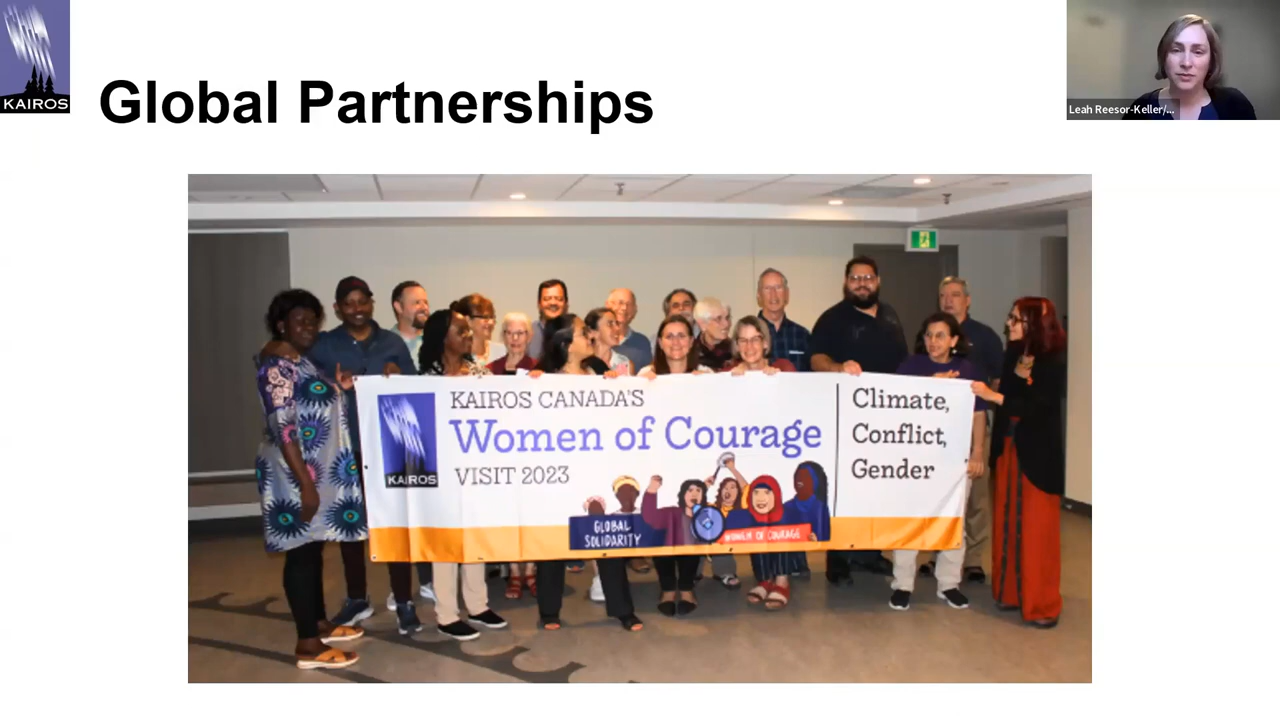 KAIROS
Global Partnerships
Leah Reesor-Keller/...
KAIROS CANADA'S
Women of Courage
VISIT 2023
KAIROS
Climate,
Conflict,
Gender
GLOBAL
SOLIDARITY
WOMEN OF COURAGE